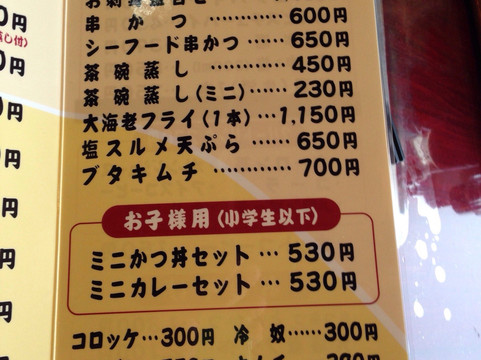 串かつ……………600円
シーフード串かつ…650円
茶碗蒸し…………450円
茶碗蒸し(ミニ)……230円
大海老フライ(1本)…1,150円
塩スルメ天ぷら……650円
ブタキムチ…………700円
お子様用(小学生以下)
ミニかつ丼セット…530円
ミニカレーセット…530円
コロッケ…300円 冷奴……300円